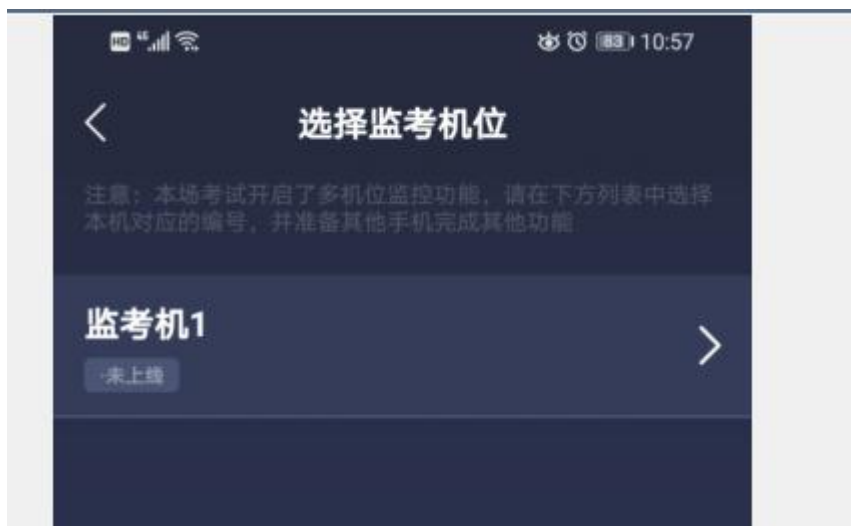 HD 46 83 10:57
选择监考机位
注意：本场考试开启了多机位监控功能，请在下方列表中选择
本机对应的编号，并准备其他手机完成其他功能
监考机1
·未上线